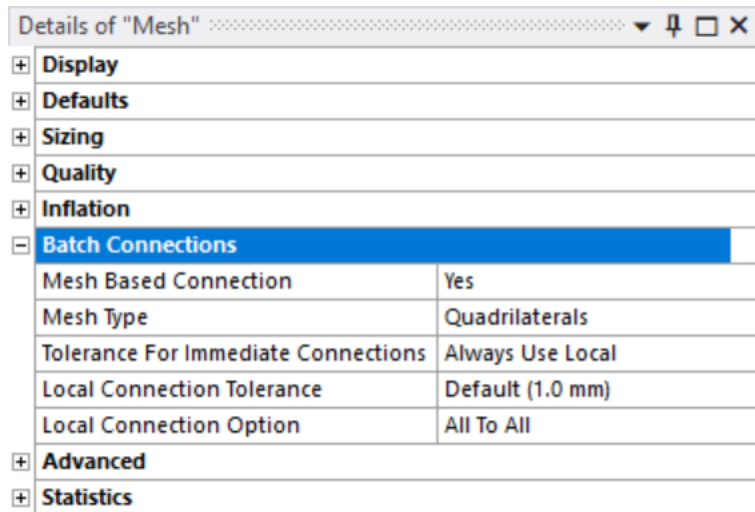 Details of "Mesh"
Display
Defaults
Sizing
Quality
Inflation
Batch Connections
Mesh Based Connection Yes
Mesh Type Quadrilaterals
Tolerance For Immediate Connections Always Use Local
Local Connection Tolerance Default (1.0 mm)
Local Connection Option All To All
Advanced
Statistics